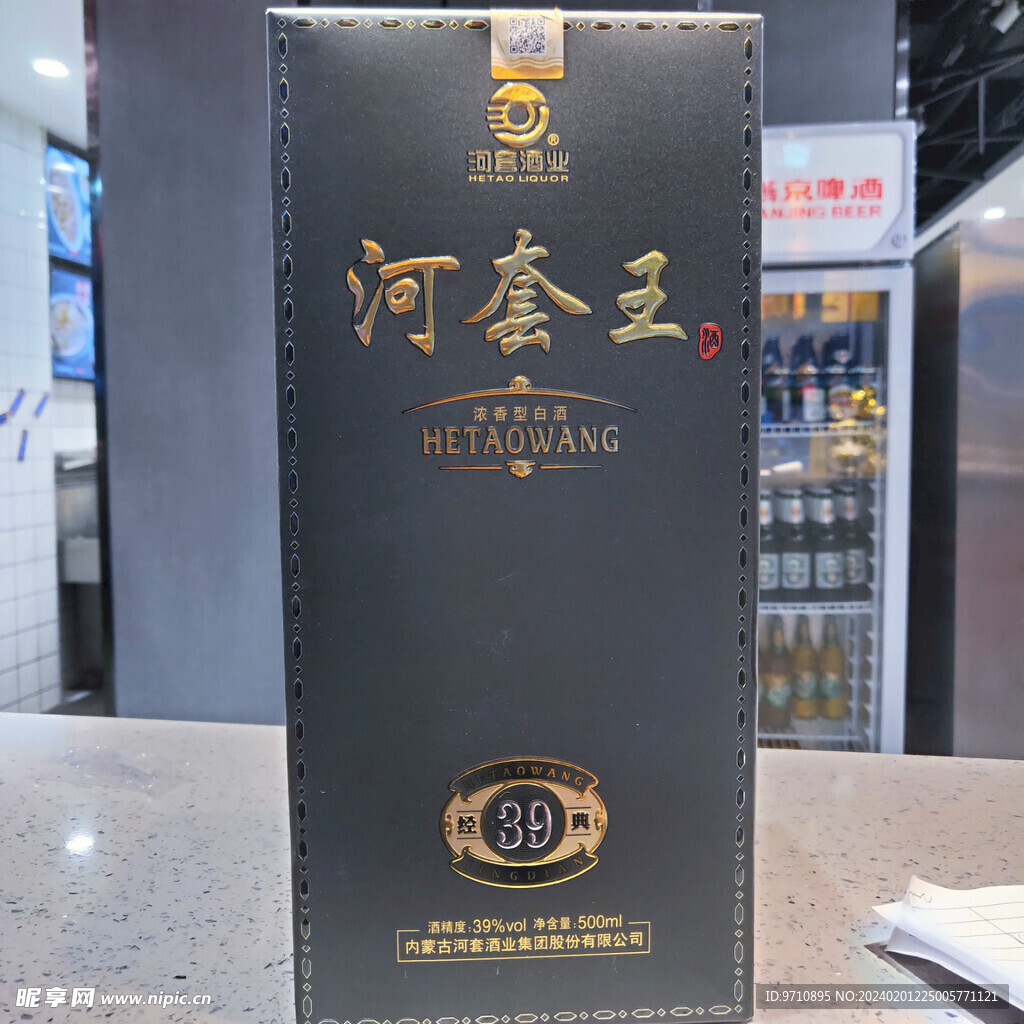 河套酒业®
HETAO LIQUOR
河套王
酒
浓香型白酒
HETAOWANG
HETAOWANG
经 39 典
JINGDIAN
酒精度:39%vol 净含量:500ml
内蒙古河套酒业集团股份有限公司
京啤酒
ANJING BEER
昵享网 www.nipic.cn
ID:9710895 NO:20240201225005771121